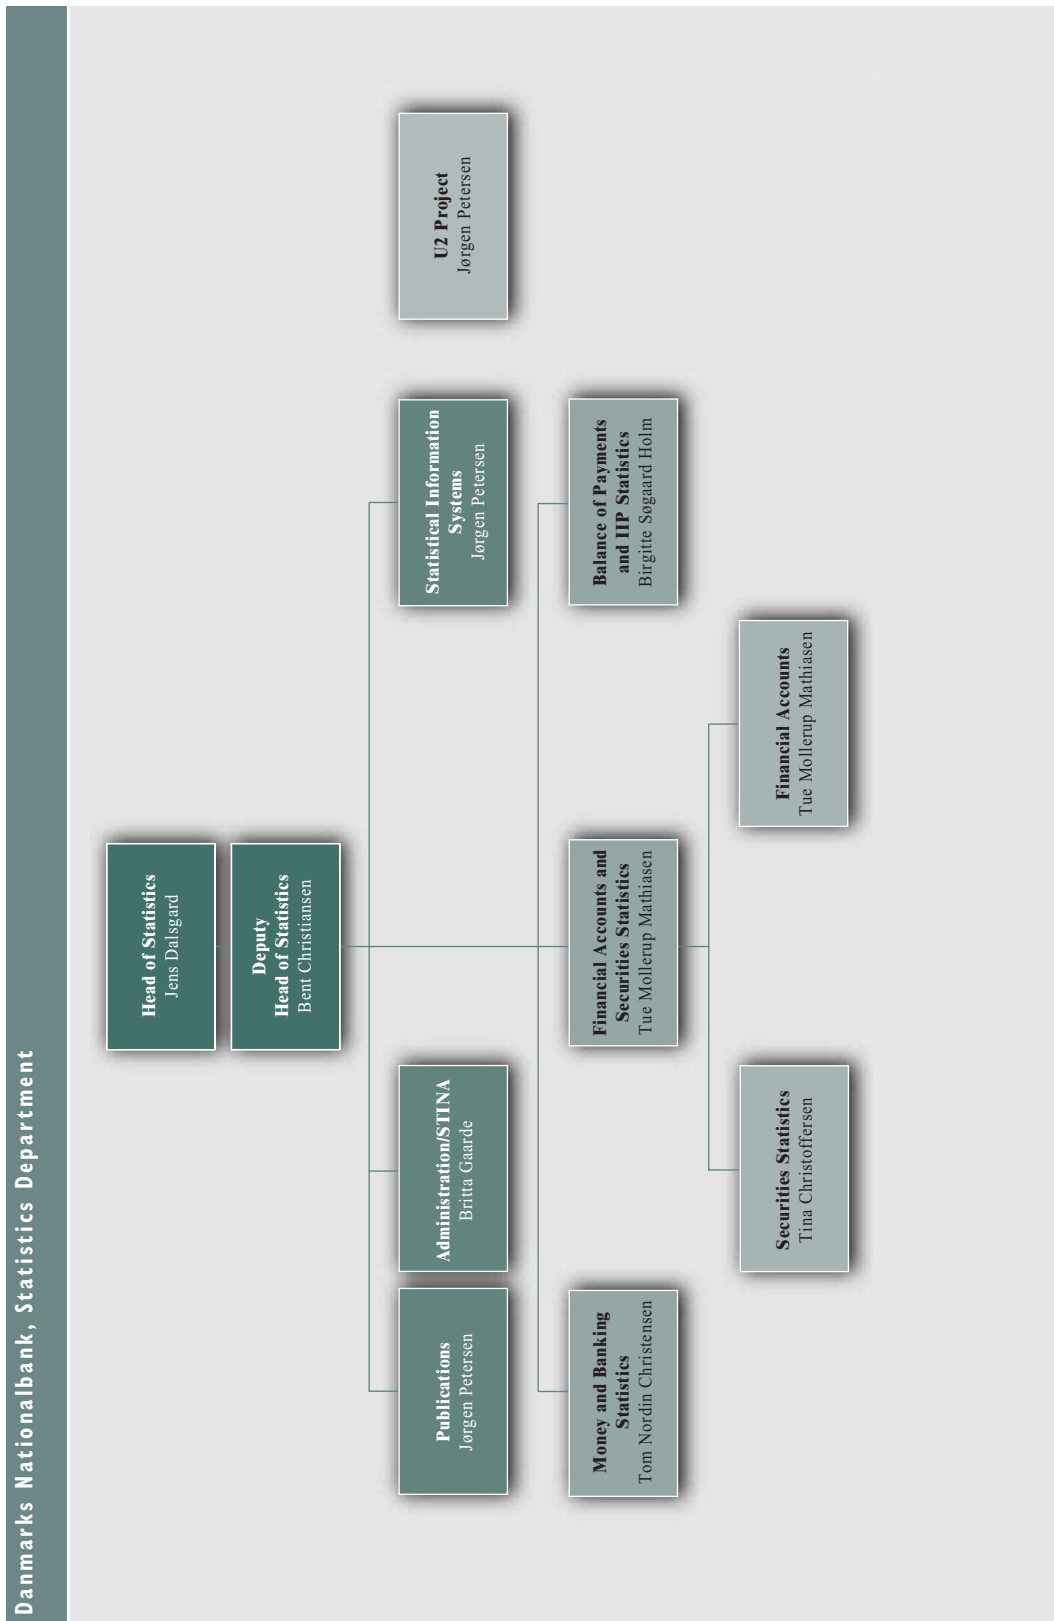 Danmarks Nationalbank, Statistics Department
Head of Statistics
Jens Dalsgard
Deputy
Head of Statistics
Bent Christiansen
Publications
Jørgen Petersen
Administration/STINA
Britta Gaarde
Statistical Information
Systems
Jørgen Petersen
U2 Project
Jørgen Petersen
Money and Banking
Statistics
Tom Nordin Christensen
Financial Accounts and
Securities Statistics
Tue Mollerup Mathiasen
Balance of Payments
and IIP Statistics
Birgitte Søgaard Holm
Securities Statistics
Tina Christoffersen
Financial Accounts
Tue Mollerup Mathiasen